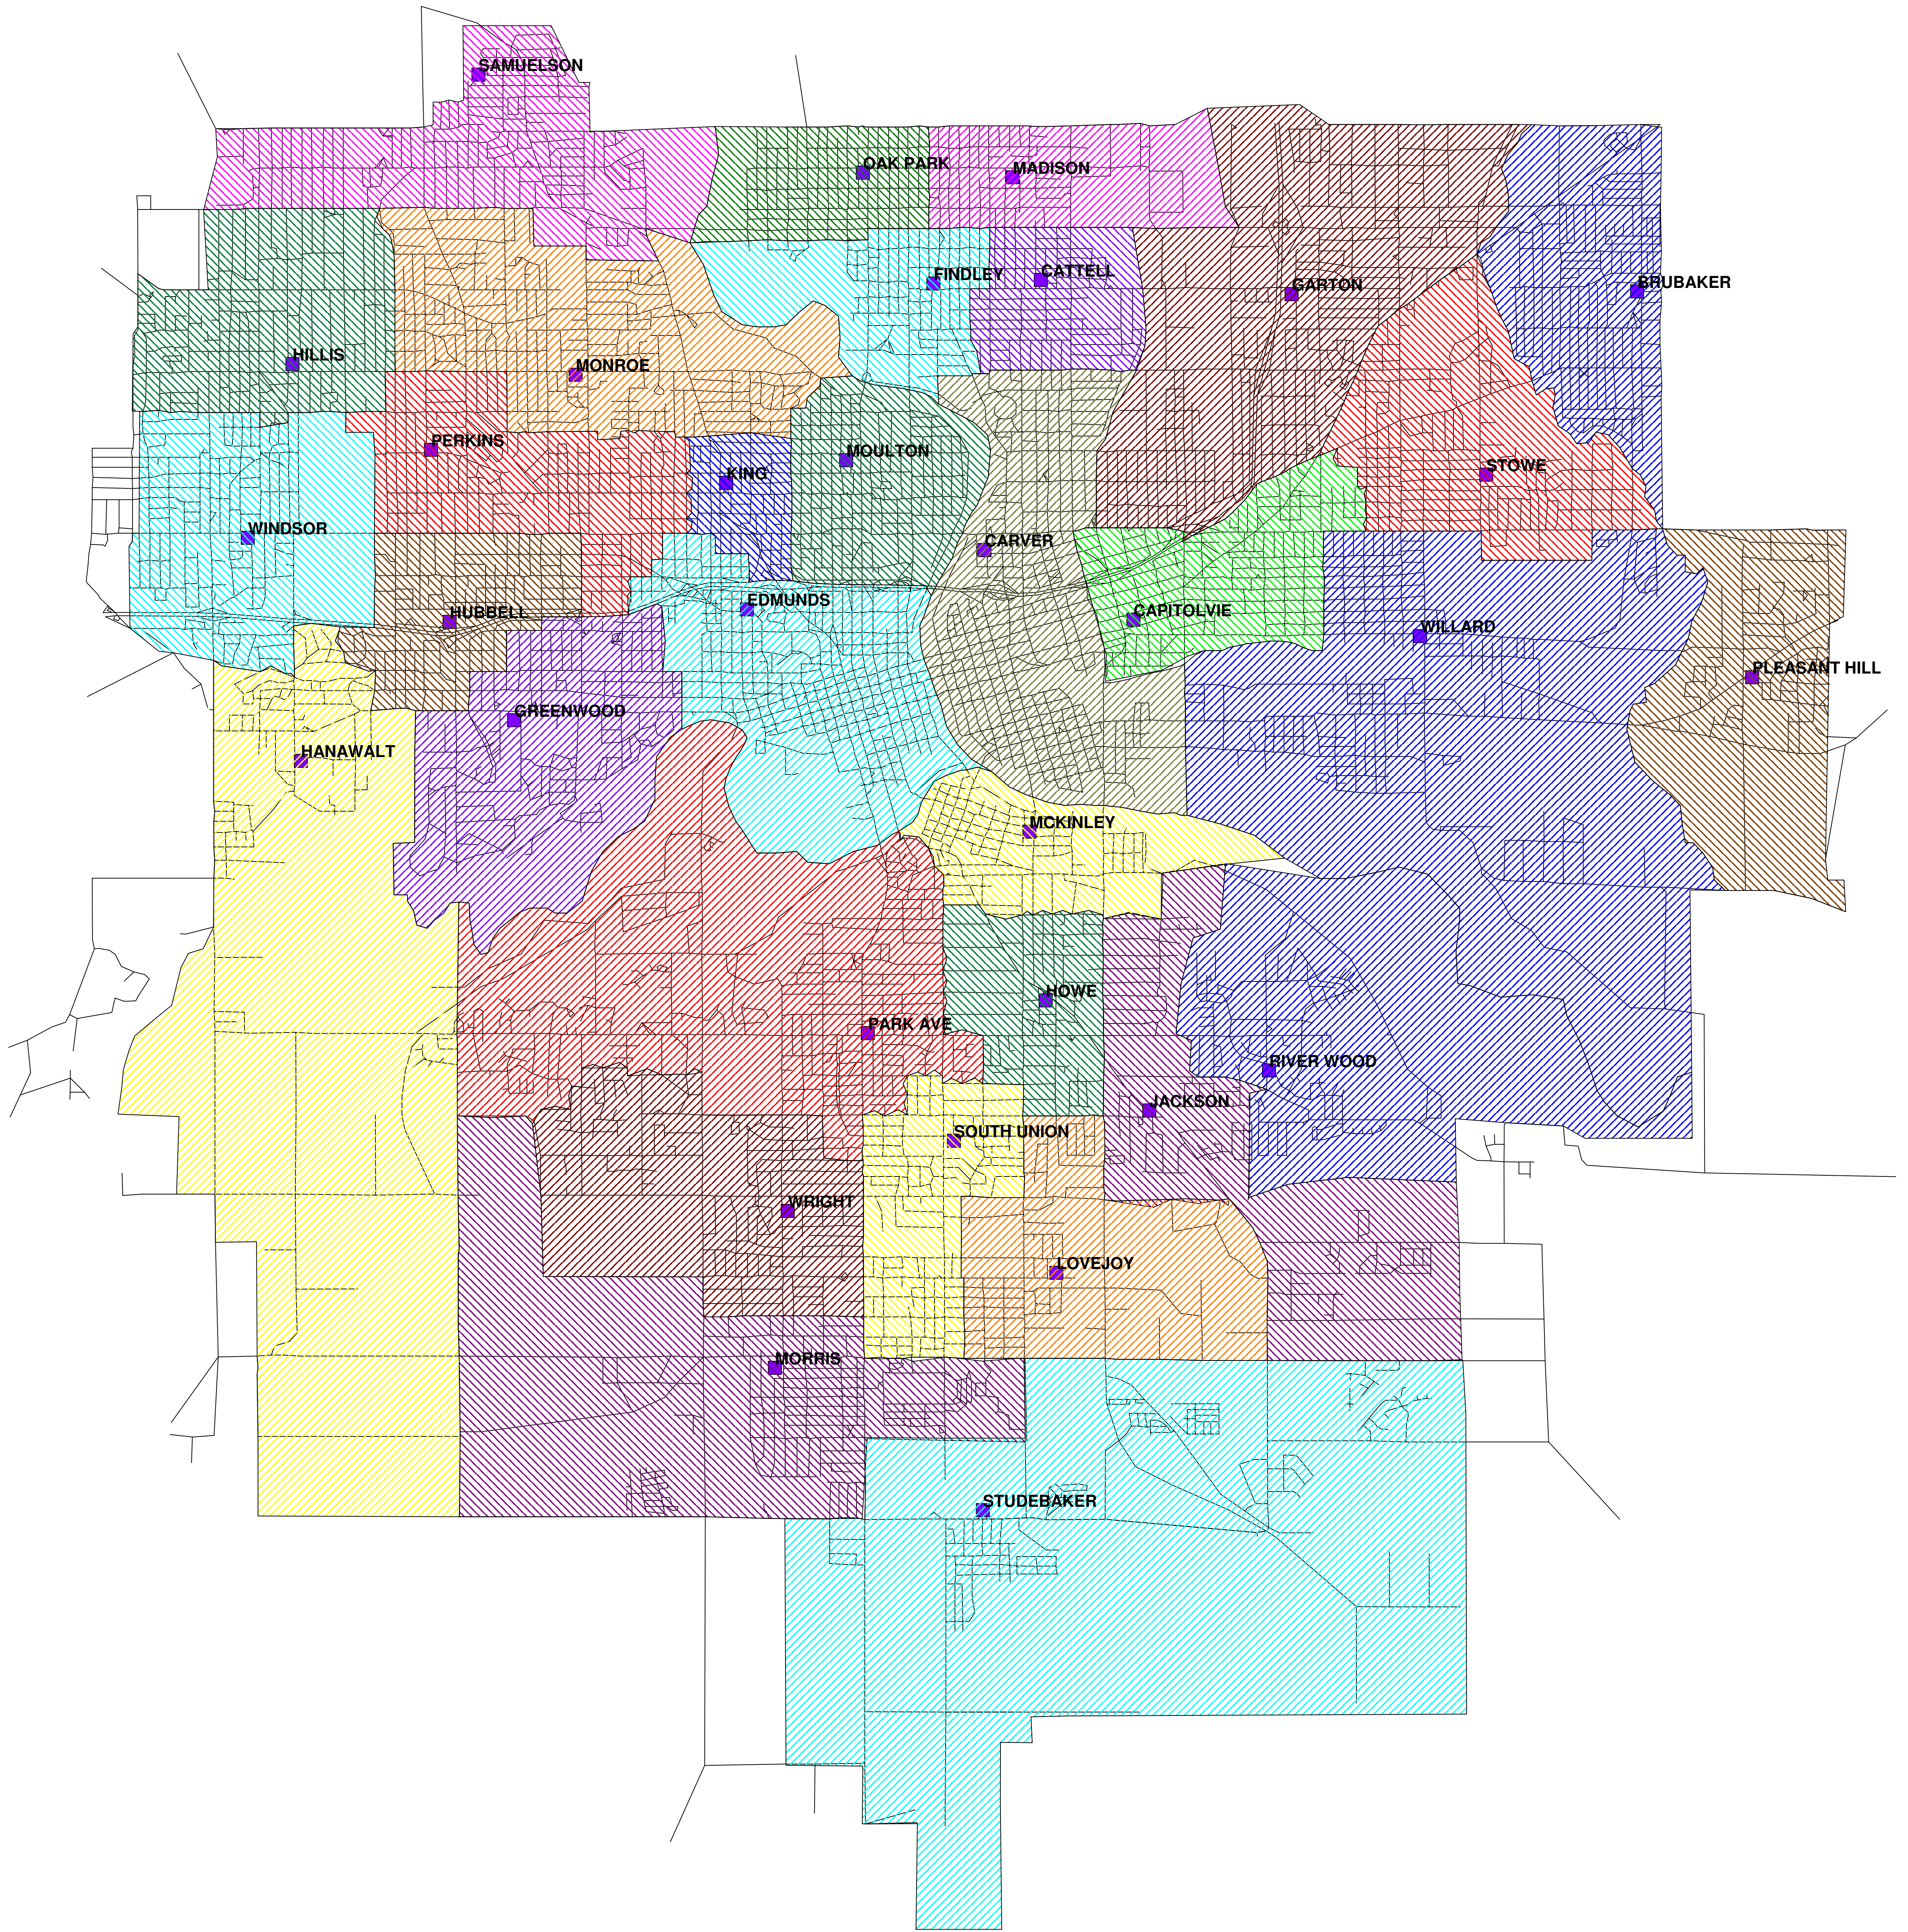 SAMUELSON
OAK PARK
MADISON
FINDLEY
CATTELL
GARTON
BRUBAKER
HILLIS
MONROE
PERKINS
MOULTON
KING
STOWE
WINDSOR
CARVER
EDMUNDS
HUBBELL
CAPITOLVIE
WILLARD
PLEASANT HILL
GREENWOOD
HANAWALT
MCKINLEY
HOWE
PARK AVE
RIVER WOOD
JACKSON
SOUTH UNION
WRIGHT
LOVEJOY
MORRIS
STUDEBAKER